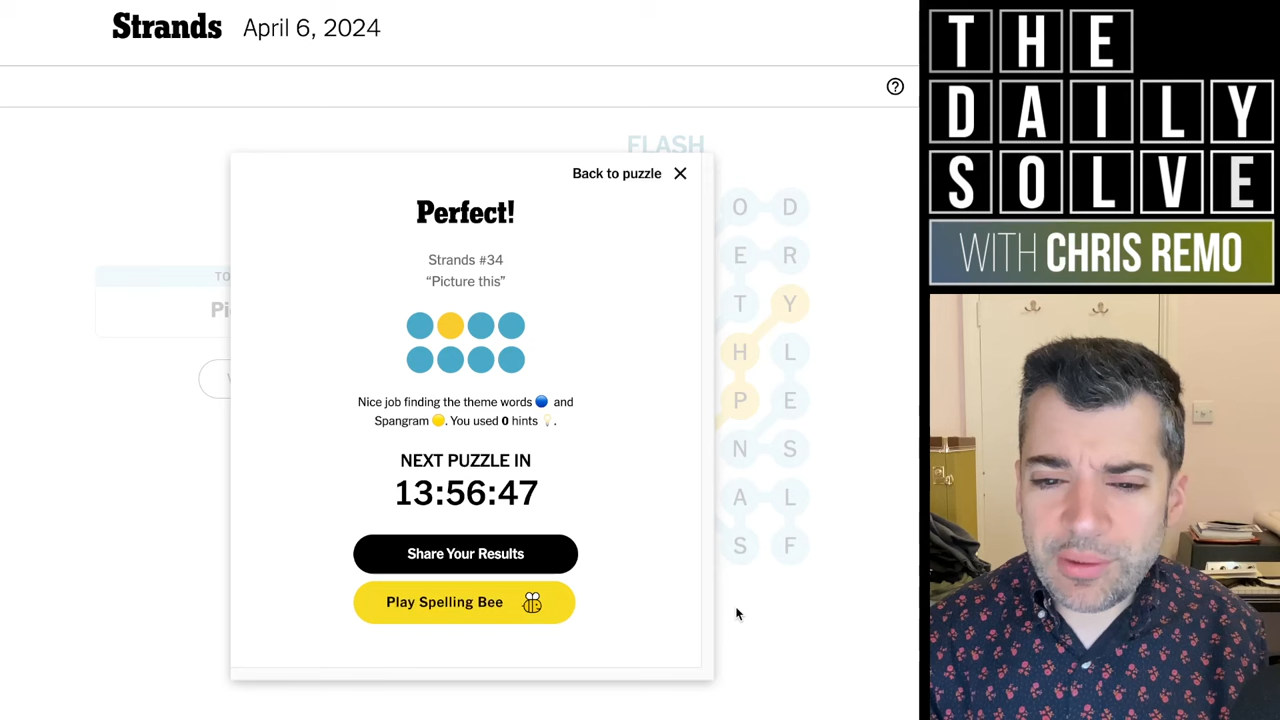 Strands April 6, 2024
FLASH
Back to puzzle
Perfect!
Strands #34
“Picture this”
TO
Pi
Nice job finding the theme words 🔵 and
Spangram 🟡. You used 0 hints 💡.
NEXT PUZZLE IN
13:56:47
Share Your Results
Play Spelling Bee
O D
E R
T Y
H L
P E
N S
A L
S F
THE
DAILY
SOLVE
WITH CHRIS REMO